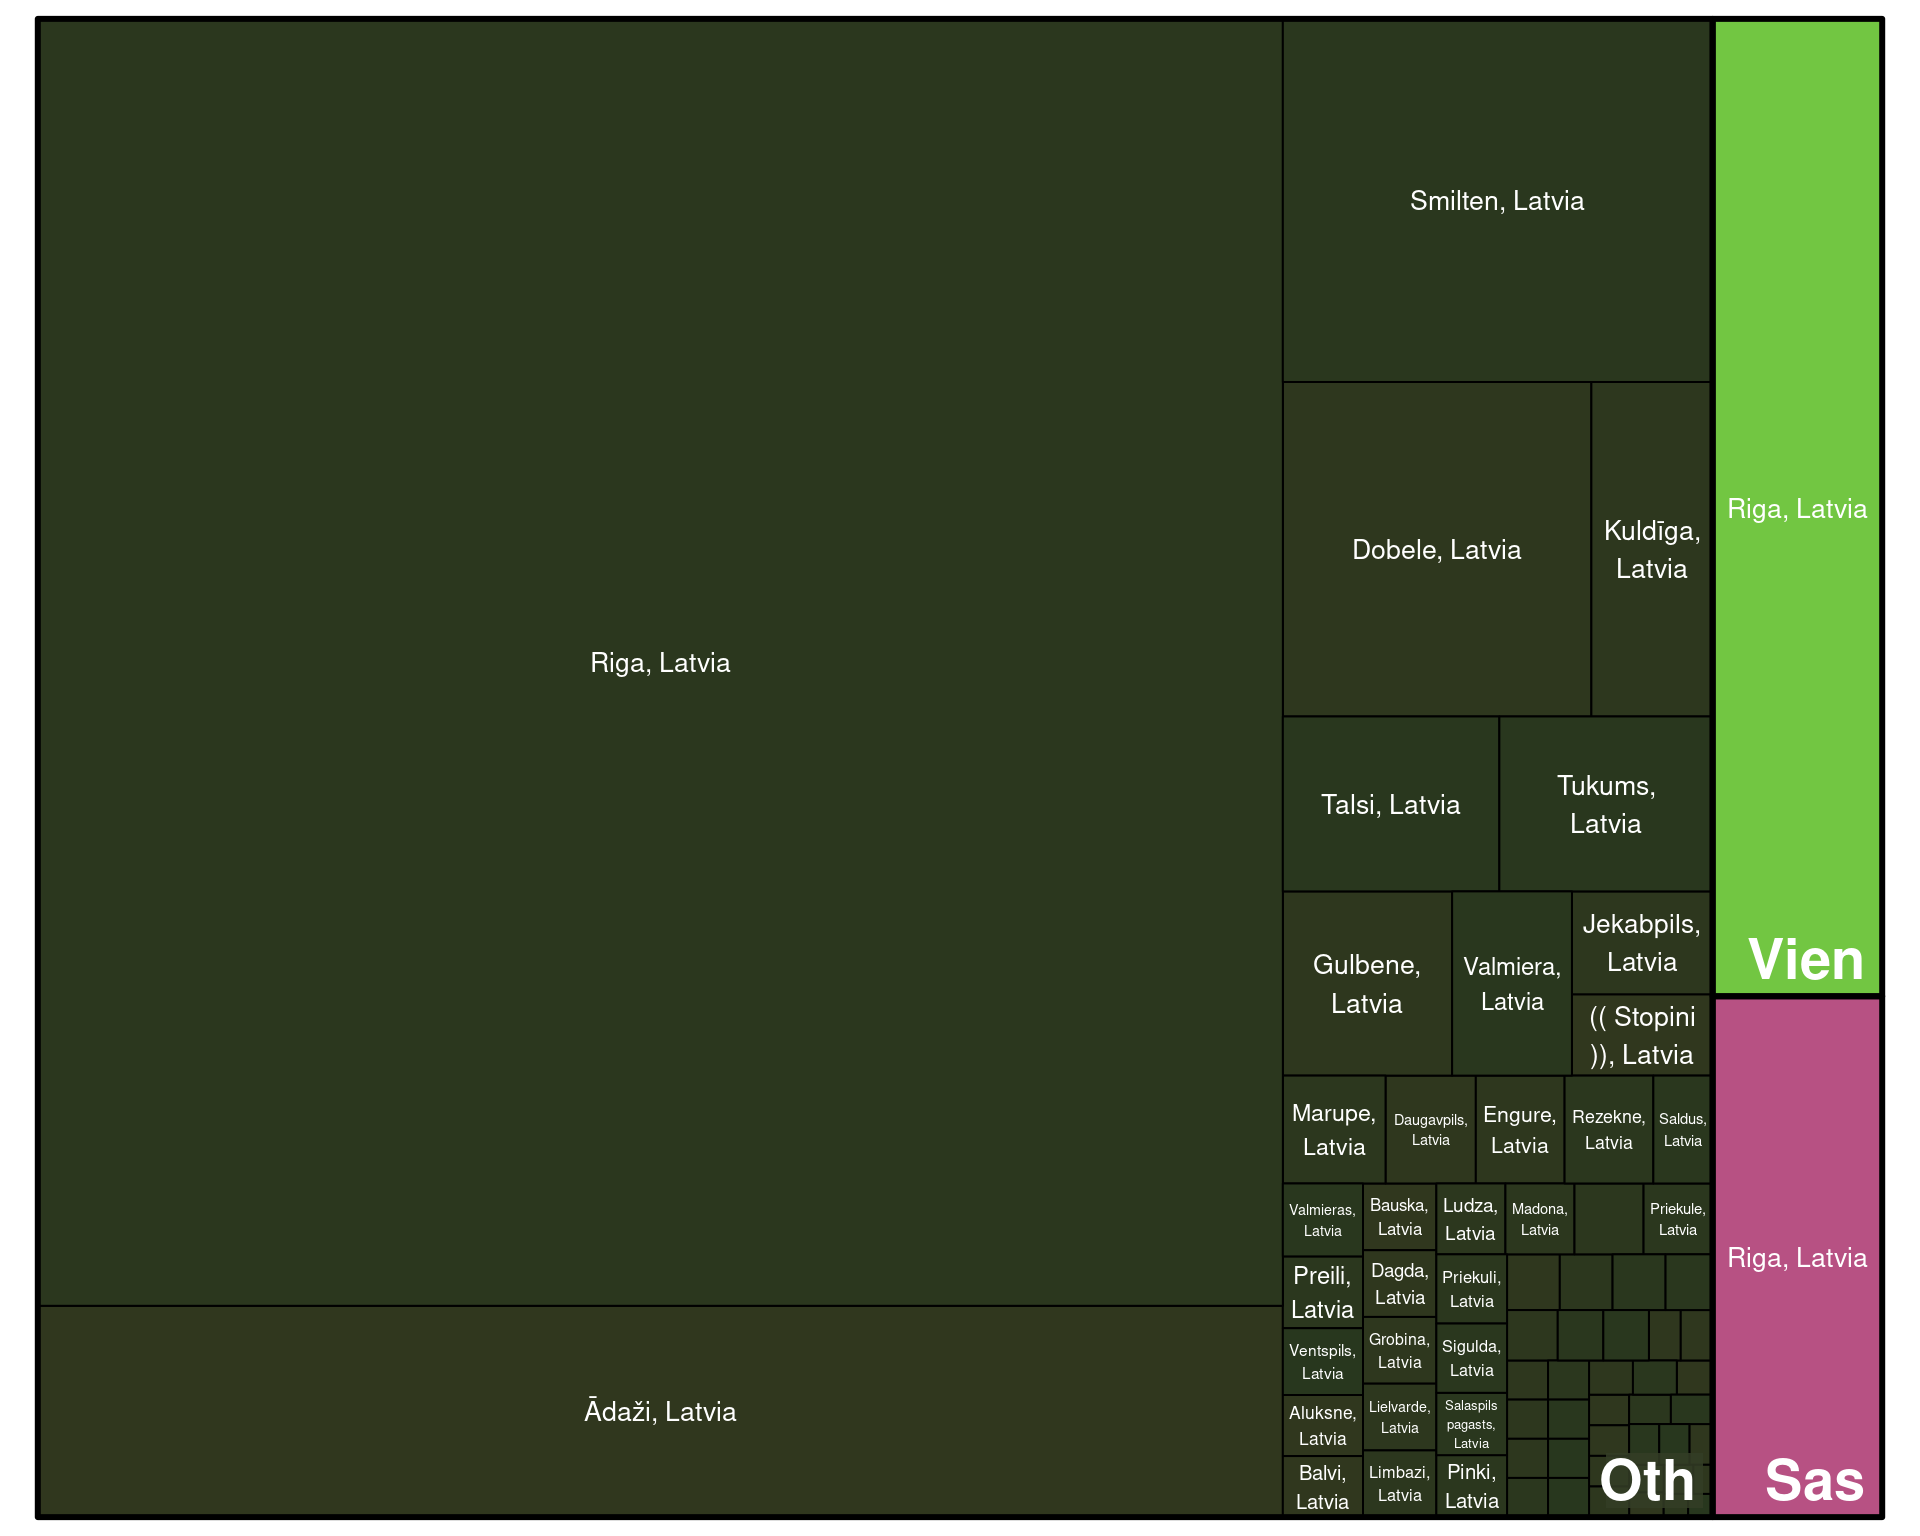 Riga, Latvia
Ādaži, Latvia
Smilten, Latvia
Dobele, Latvia
Kuldīga,
Latvia
Talsi, Latvia
Tukums,
Latvia
Gulbene,
Latvia
Valmiera,
Latvia
Jekabpils,
Latvia
(( Stopini
)), Latvia
Marupe,
Latvia
Daugavpils,
Latvia
Engure,
Latvia
Rezekne,
Latvia
Saldus,
Latvia
Valmieras,
Latvia
Preili,
Latvia
Ventspils,
Latvia
Aluksne,
Latvia
Balvi,
Latvia
Bauska,
Latvia
Dagda,
Latvia
Grobina,
Latvia
Lielvarde,
Latvia
Limbazi,
Latvia
Ludza,
Latvia
Madona,
Latvia
Priekule,
Latvia
Priekuli,
Latvia
Sigulda,
Latvia
Salaspils
pagasts,
Latvia
Pinki,
Latvia
Oth
Riga, Latvia
Vien
Riga, Latvia
Sas